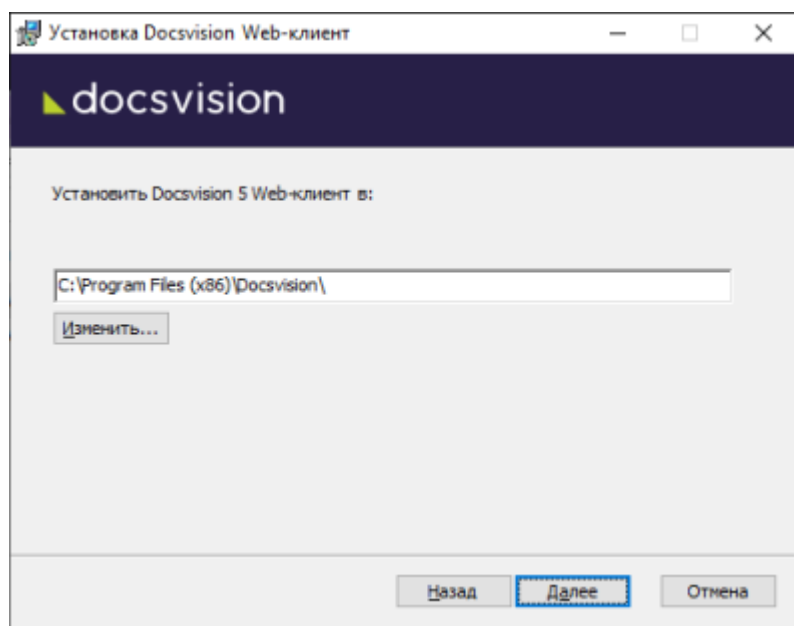 Установка Docsvision Web-клиент
docsvision
Установить Docsvision 5 Web-клиент в:
C:\Program Files (x86)\Docsvision\
Изменить...
Назад Далее Отмена